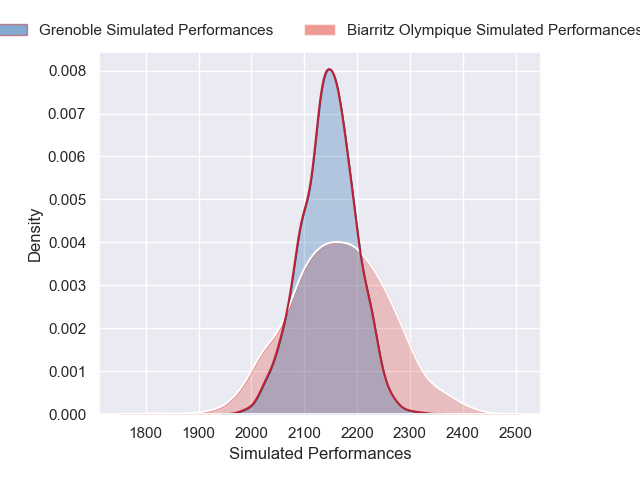 Grenoble Simulated Performances
Biarritz Olympique Simulated Performances
0.008
0.007
0.006
0.005
0.004
0.003
0.002
0.001
0.000
Density
1800 1900 2000 2100 2200 2300 2400 2500
Simulated Performances